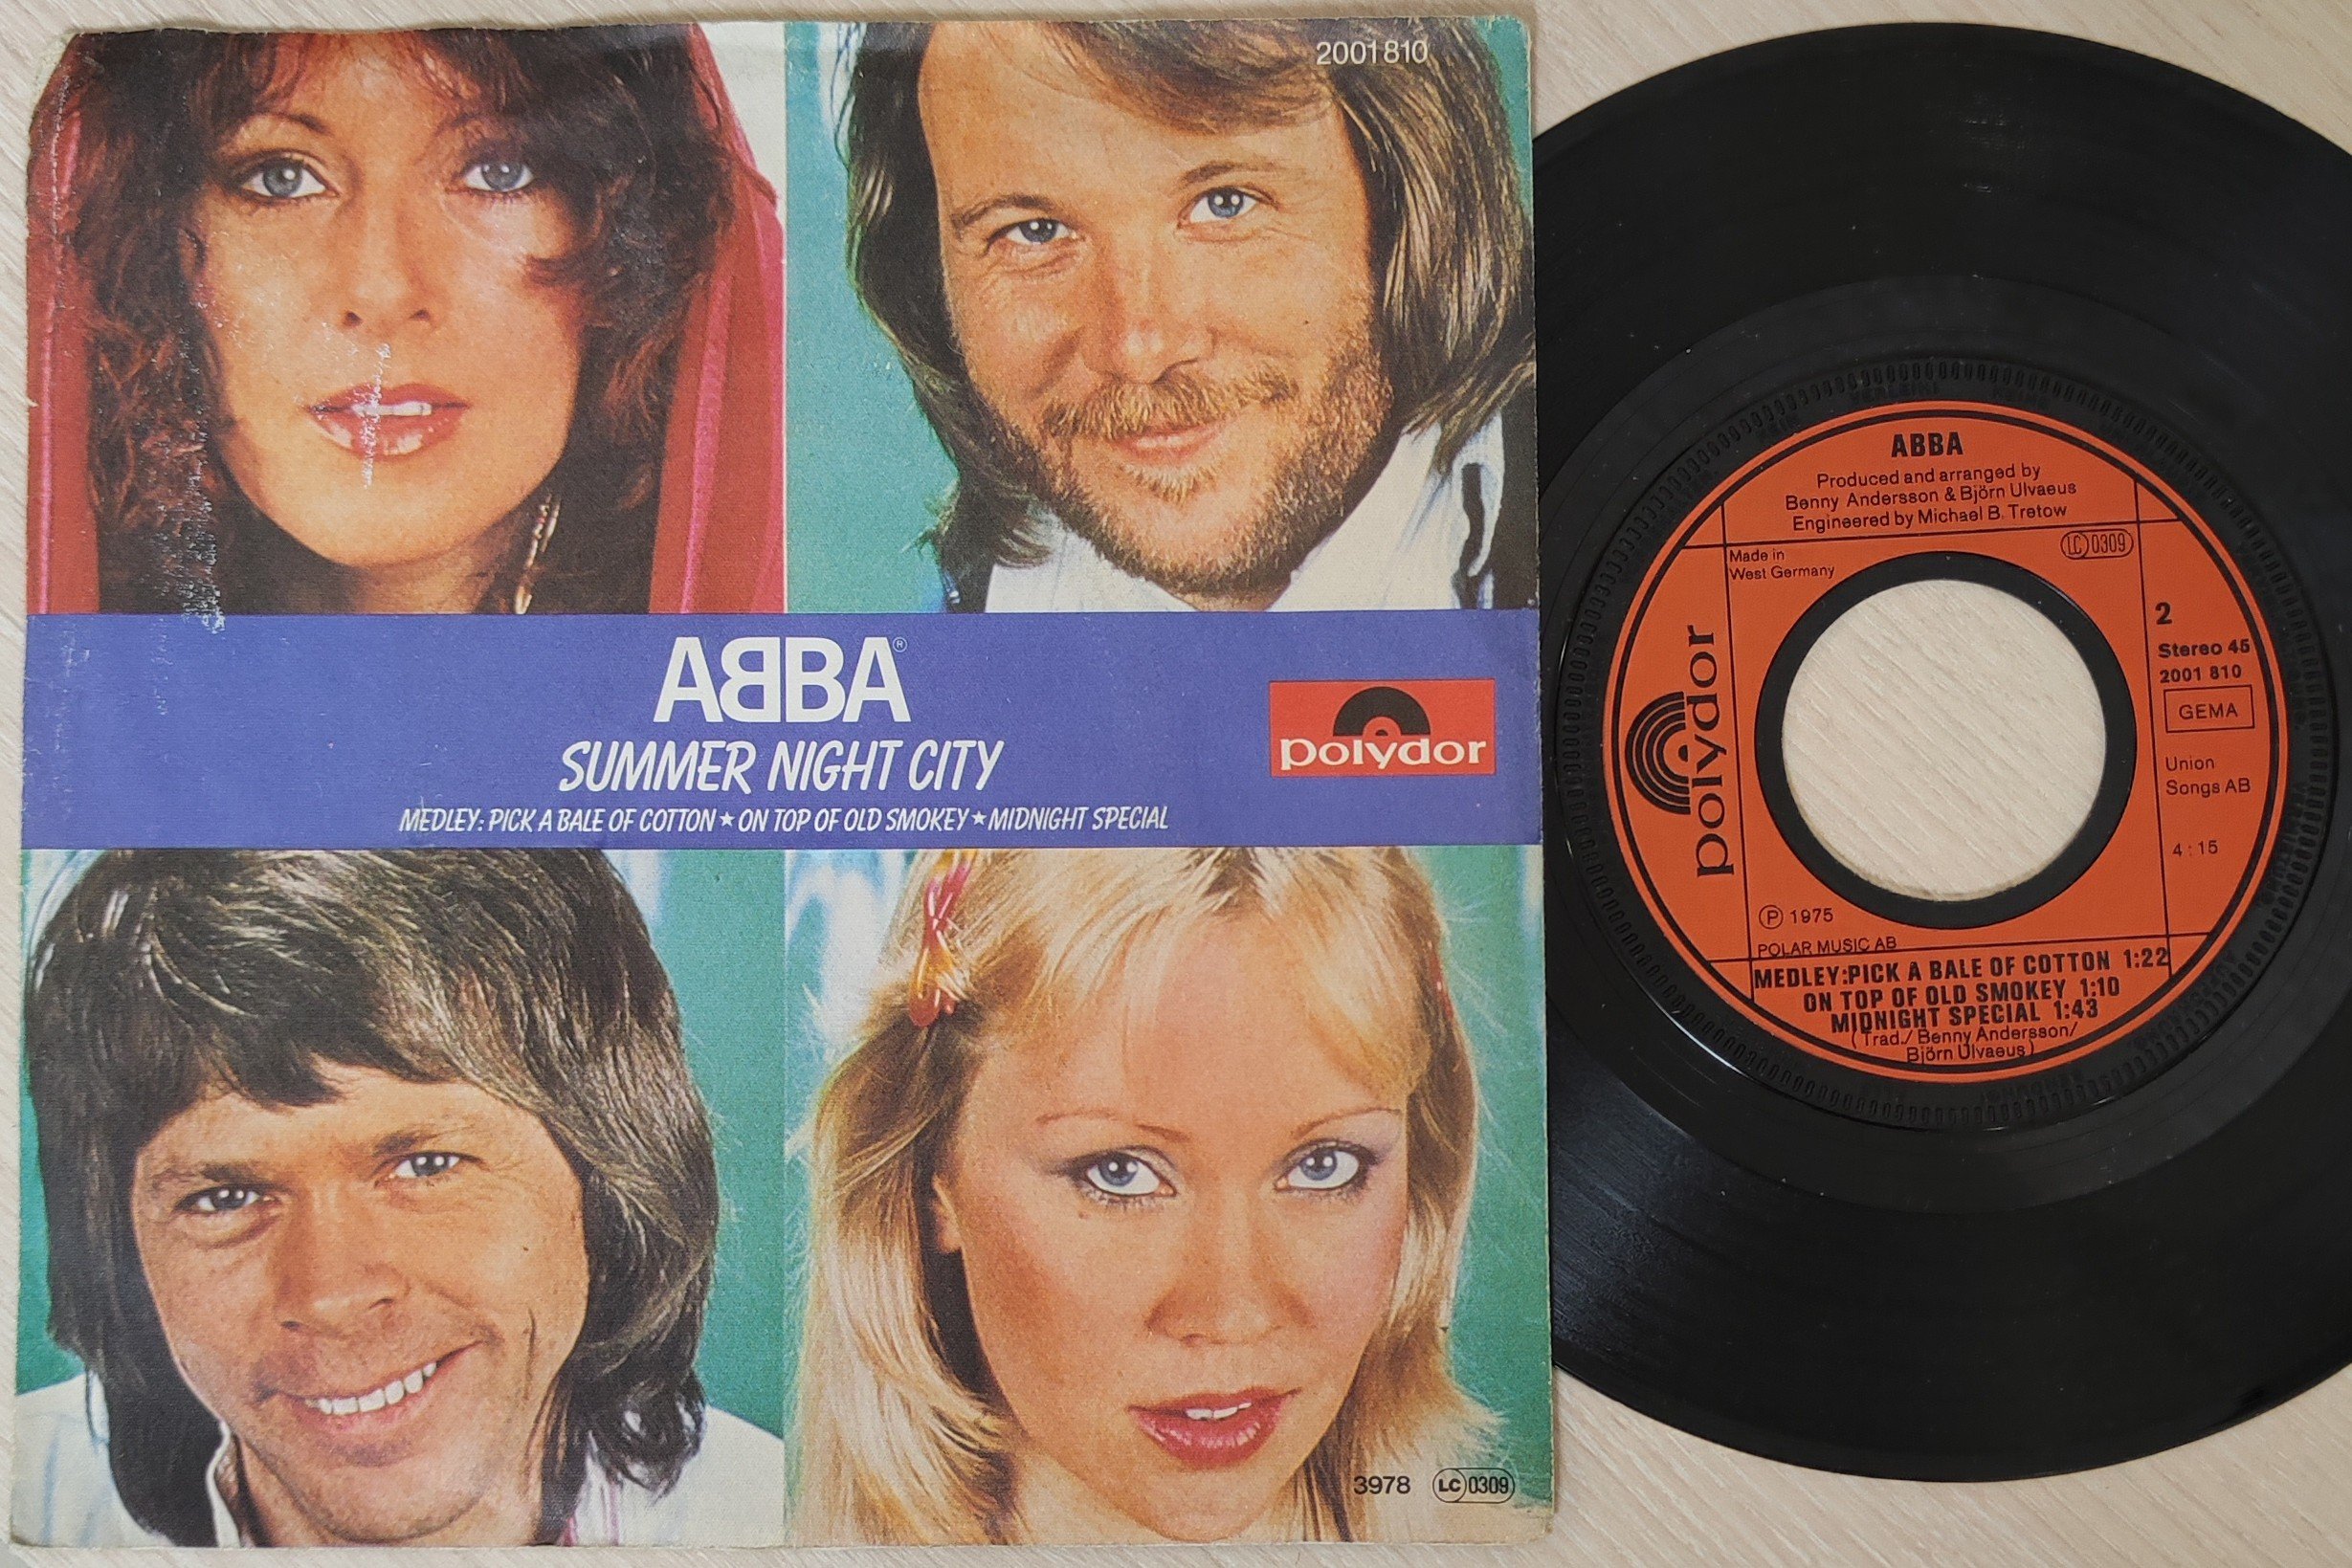 2001 810
ABBA®
SUMMER NIGHT CITY
MEDLEY: PICK A BALE OF COTTON ★ ON TOP OF OLD SMOKEY ★ MIDNIGHT SPECIAL
polydor
3978 LC 0309
ABBA
Produced and arranged by
Benny Andersson & Björn Ulvaeus
Engineered by Michael B. Tretow
Made in
West Germany
LC 0309
polydor
2
Stereo 45
2001 810
GEMA
Union
Songs AB
4:15
Ⓟ 1975
POLAR MUSIC AB
MEDLEY:PICK A BALE OF COTTON 1:22
ON TOP OF OLD SMOKEY 1:10
MIDNIGHT SPECIAL 1:43
(Trad./ Benny Andersson/
Björn Ulvaeus)